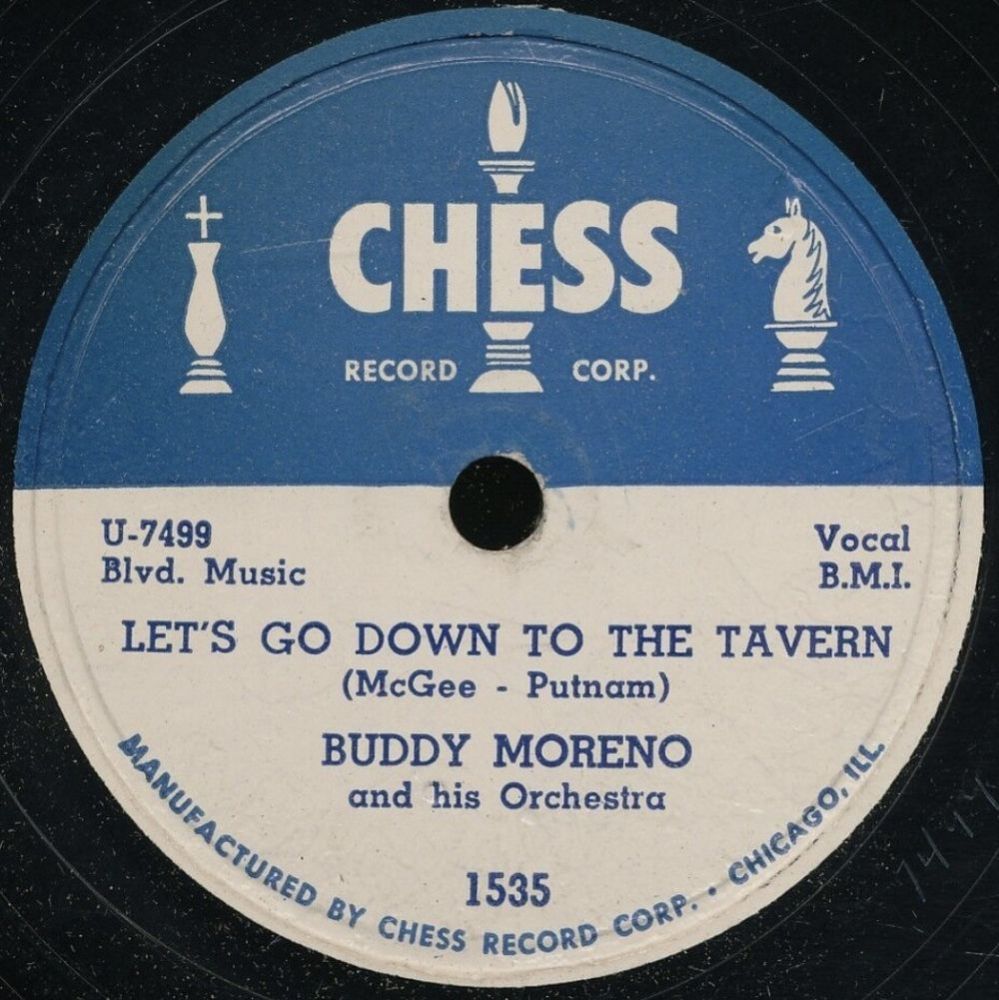 CHESS
RECORD CORP.
U-7499
Blvd. Music
Vocal
B.M.I.
LET'S GO DOWN TO THE TAVERN
(McGee - Putnam)
BUDDY MORENO
and his Orchestra
1535
MANUFACTURED BY CHESS RECORD CORP. • CHICAGO, ILL.